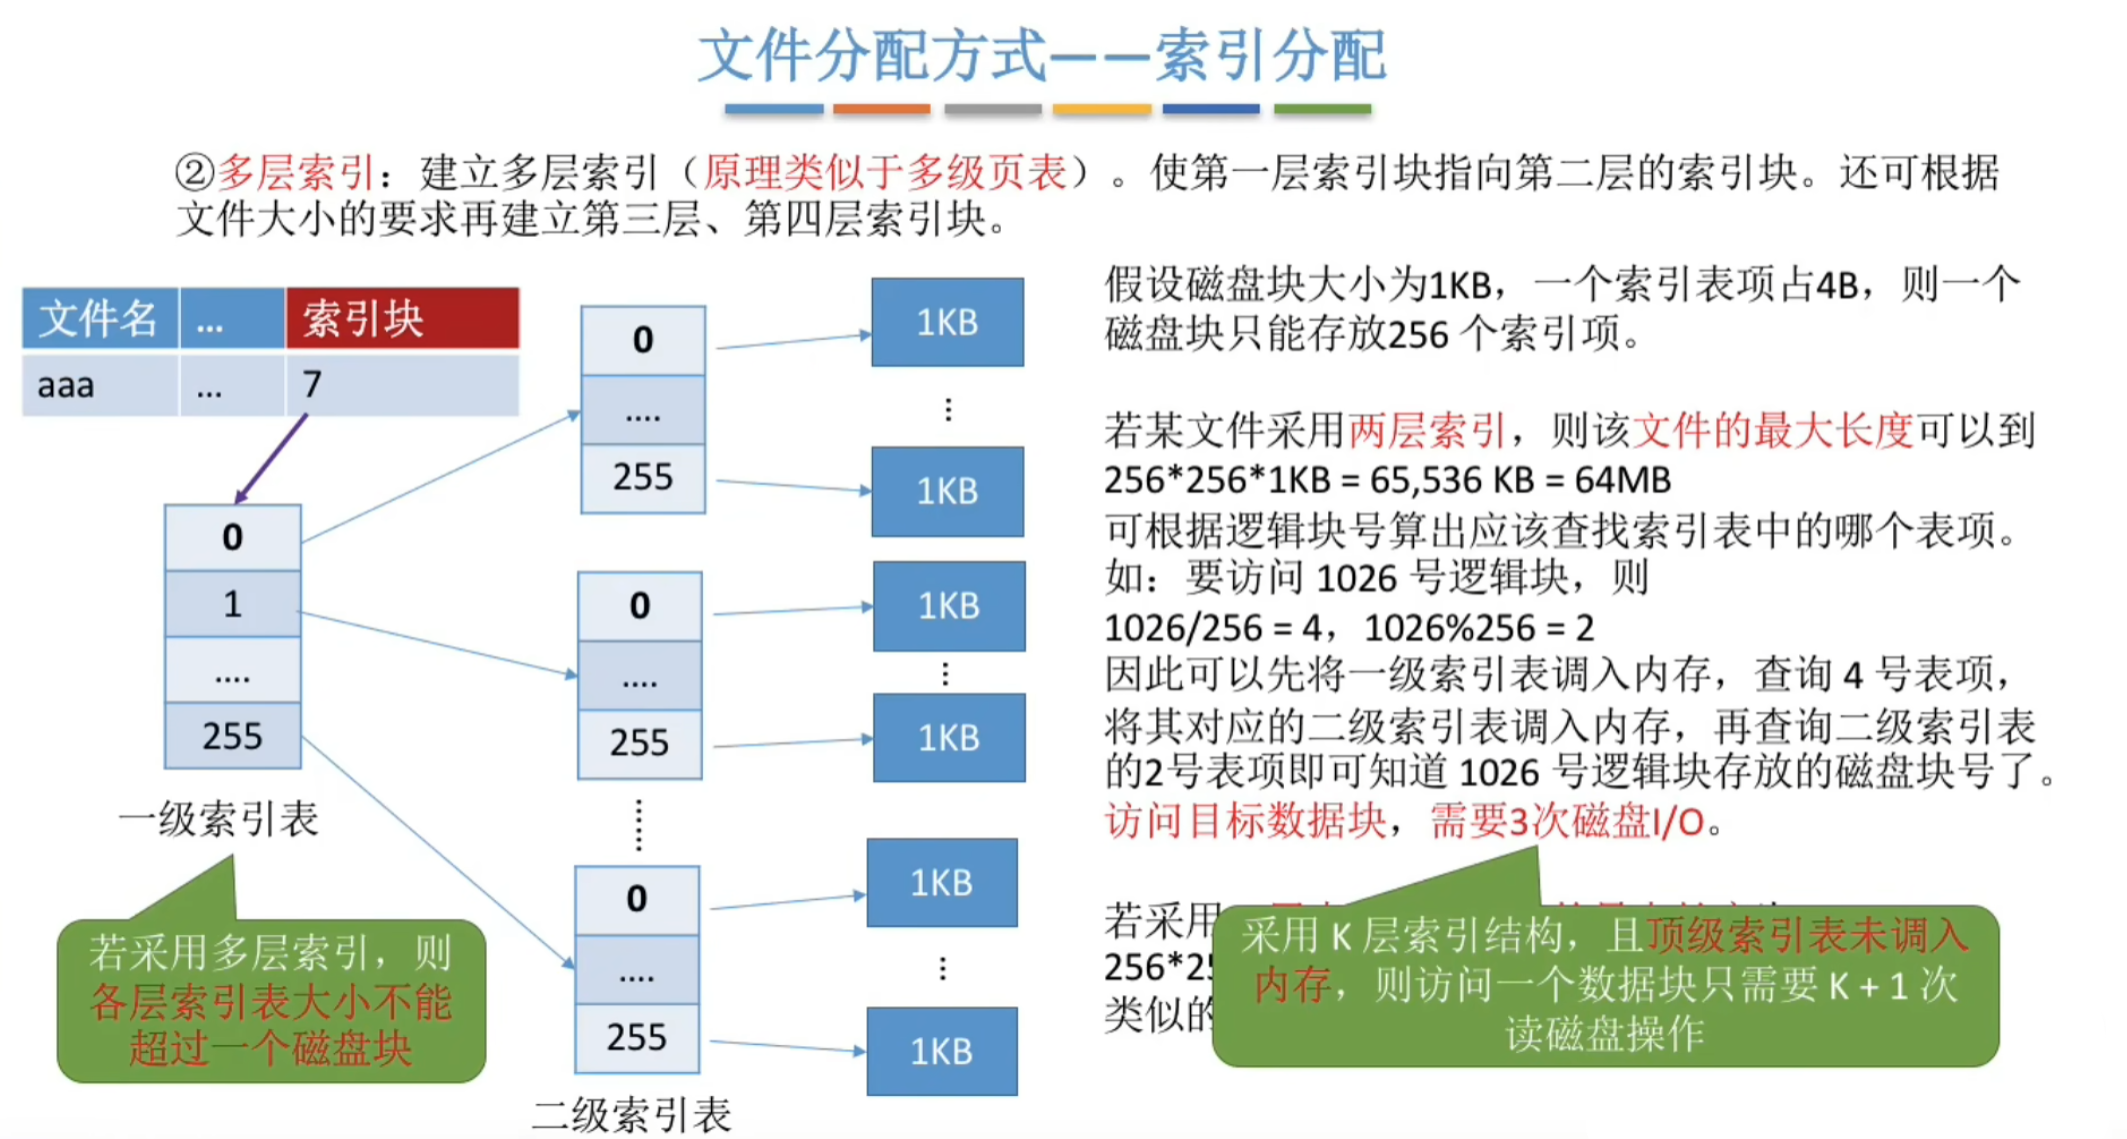 文件分配方式——索引分配
②多层索引：建立多层索引（原理类似于多级页表）。使第一层索引块指向第二层的索引块。还可根据
文件大小的要求再建立第三层、第四层索引块。
文件名 … 索引块
aaa … 7
0
1
....
255
一级索引表
若采用多层索引，则
各层索引表大小不能
超过一个磁盘块
0
....
255
0
....
255
0
....
255
二级索引表
1KB
1KB
1KB
1KB
1KB
1KB
假设磁盘块大小为1KB，一个索引表项占4B，则一个
磁盘块只能存放256 个索引项。
若某文件采用两层索引，则该文件的最大长度可以到
256*256*1KB = 65,536 KB = 64MB
可根据逻辑块号算出应该查找索引表中的哪个表项。
如：要访问 1026 号逻辑块，则
1026/256 = 4，1026%256 = 2
因此可以先将一级索引表调入内存，查询 4 号表项，
将其对应的二级索引表调入内存，再查询二级索引表
的2号表项即可知道 1026 号逻辑块存放的磁盘块号了。
访问目标数据块，需要3次磁盘I/O。
若采用
256*2
类似的
采用 K 层索引结构，且顶级索引表未调入
内存，则访问一个数据块只需要 K + 1 次
读磁盘操作